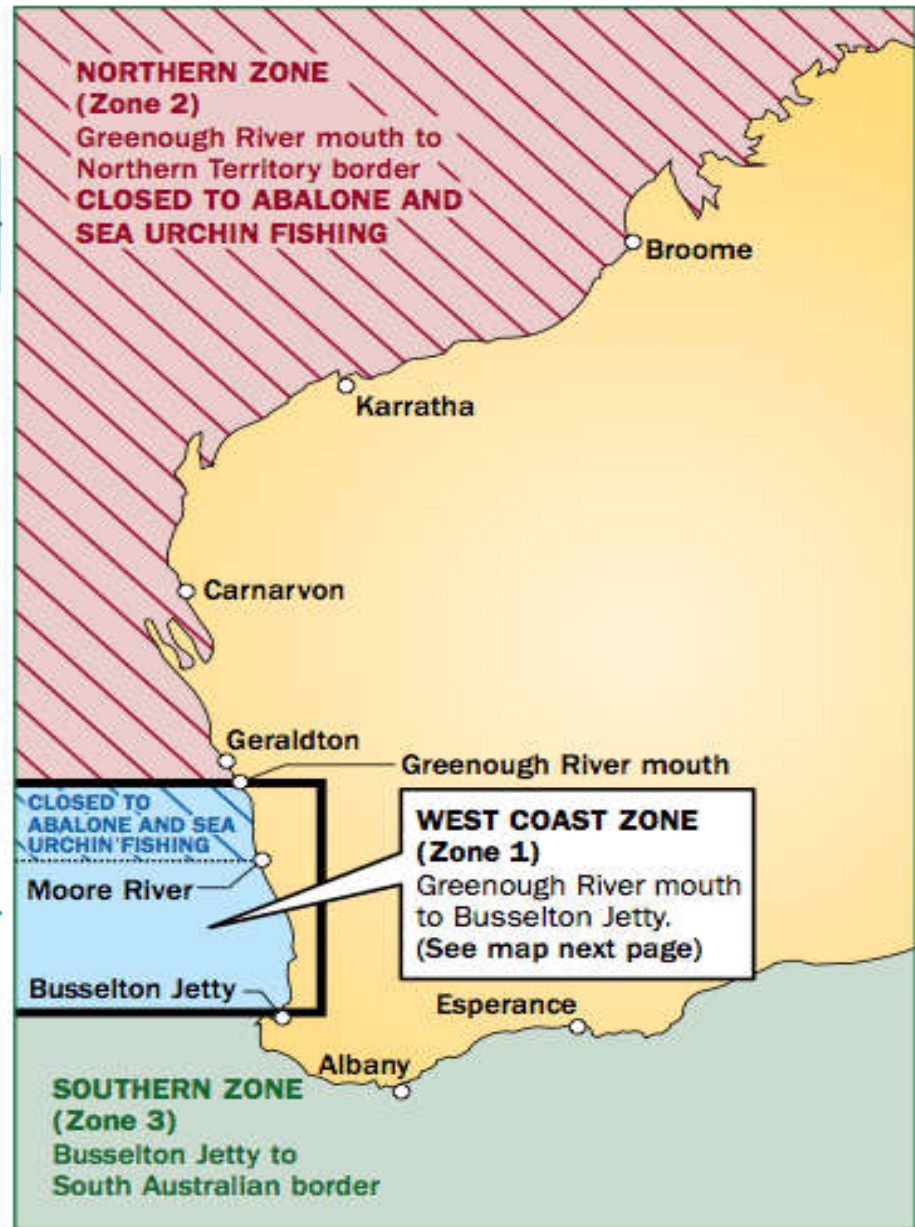 NORTHERN ZONE
(Zone 2)
Greenough River mouth to
Northern Territory border
CLOSED TO ABALONE AND
SEA URCHIN FISHING
Broome
Karratha
Carnarvon
Geraldton
Greenough River mouth
CLOSED TO
ABALONE AND SEA
URCHIN FISHING
Moore River
WEST COAST ZONE
(Zone 1)
Greenough River mouth
to Busselton Jetty.
(See map next page)
Busselton Jetty
Esperance
Albany
SOUTHERN ZONE
(Zone 3)
Busselton Jetty to
South Australian border